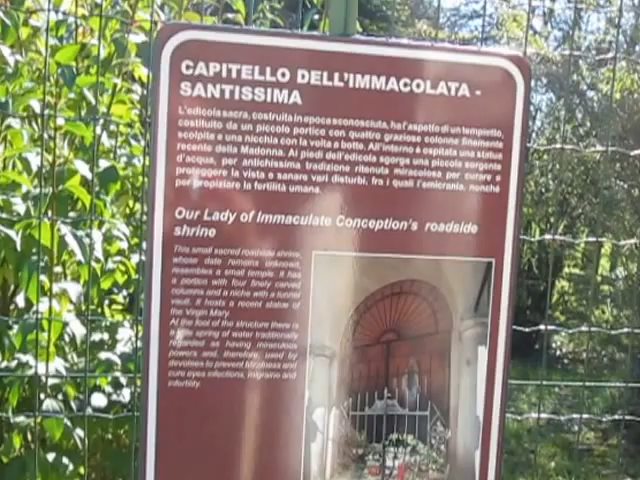 CAPITELLO DELL'IMMACOLATA -
SANTISSIMA
L'edicola sacra, costruita in epoca sconosciuta, ha l'aspetto di un tempietto,
costituito da un piccolo portico con quattro graziose colonne finemente
scolpite e una nicchia con la volta a botte. All'interno è ospitata una statua
recente della Madonna. Ai piedi dell'edicola sgorga una piccola sorgente
d'acqua, per antichissima tradizione ritenuta miracolosa per curare e
proteggere la vista e sanare vari disturbi, fra i quali l'emicrania, nonché
per propiziare la fertilità umana.
Our Lady of Immaculate Conception's roadside
shrine
This small sacred roadside shrine,
whose date remains unknown,
resembles a small temple. It has
a portico with four finely carved
columns and a niche with a tunnel
vault. It hosts a recent statue of
the Virgin Mary.
At the foot of the structure there is
a little spring of water traditionally
regarded as having miraculous
powers and, therefore, used by
devotees to prevent blindness and
cure eyes infections, migraine and
infertility.